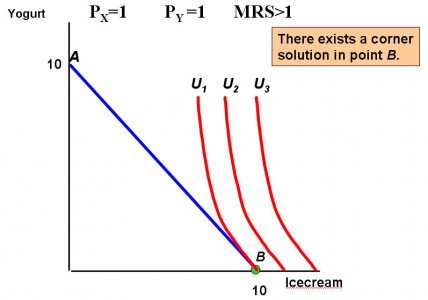 Yogurt
PX=1 PY=1 MRS>1
There exists a corner
solution in point B.
A
10
U1 U2 U3
B
Icecream
10